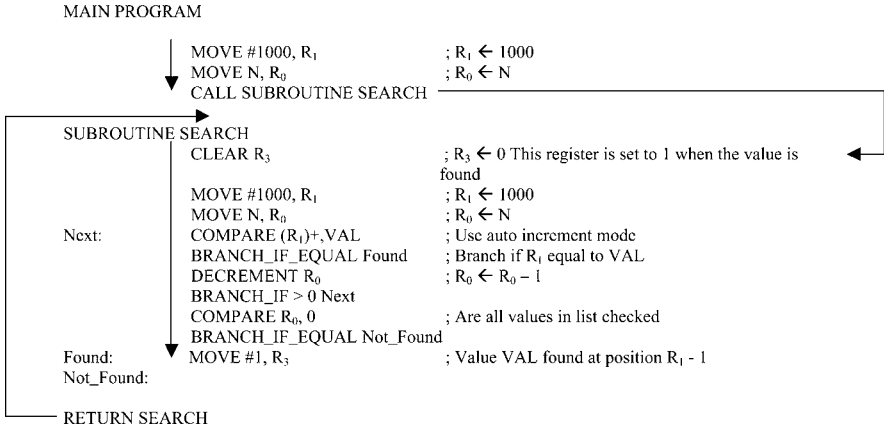 MAIN PROGRAM
MOVE #1000, R₁ ; R₁ ← 1000
MOVE N, R₀ ; R₀ ← N
CALL SUBROUTINE SEARCH
SUBROUTINE SEARCH
CLEAR R₃ ; R₃ ← 0 This register is set to 1 when the value is
found
MOVE #1000, R₁ ; R₁ ← 1000
MOVE N, R₀ ; R₀ ← N
Next: COMPARE (R₁)+,VAL ; Use auto increment mode
BRANCH_IF_EQUAL Found ; Branch if R₁ equal to VAL
DECREMENT R₀ ; R₀ ← R₀ – 1
BRANCH_IF > 0 Next
COMPARE R₀, 0 ; Are all values in list checked
BRANCH_IF_EQUAL Not_Found
Found: MOVE #1, R₃ ; Value VAL found at position R₁ - 1
Not_Found:
RETURN SEARCH